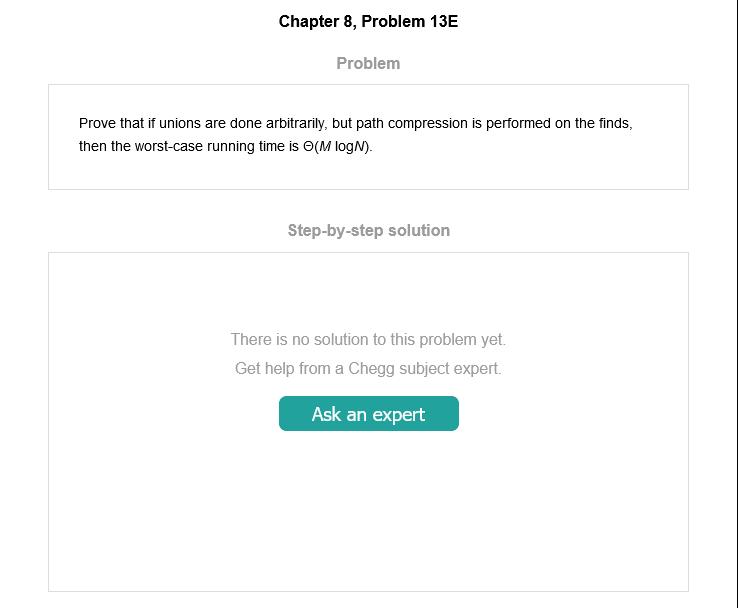 Chapter 8, Problem 13E
Problem
Prove that if unions are done arbitrarily, but path compression is performed on the finds,
then the worst-case running time is Θ(M logN).
Step-by-step solution
There is no solution to this problem yet.
Get help from a Chegg subject expert.
Ask an expert